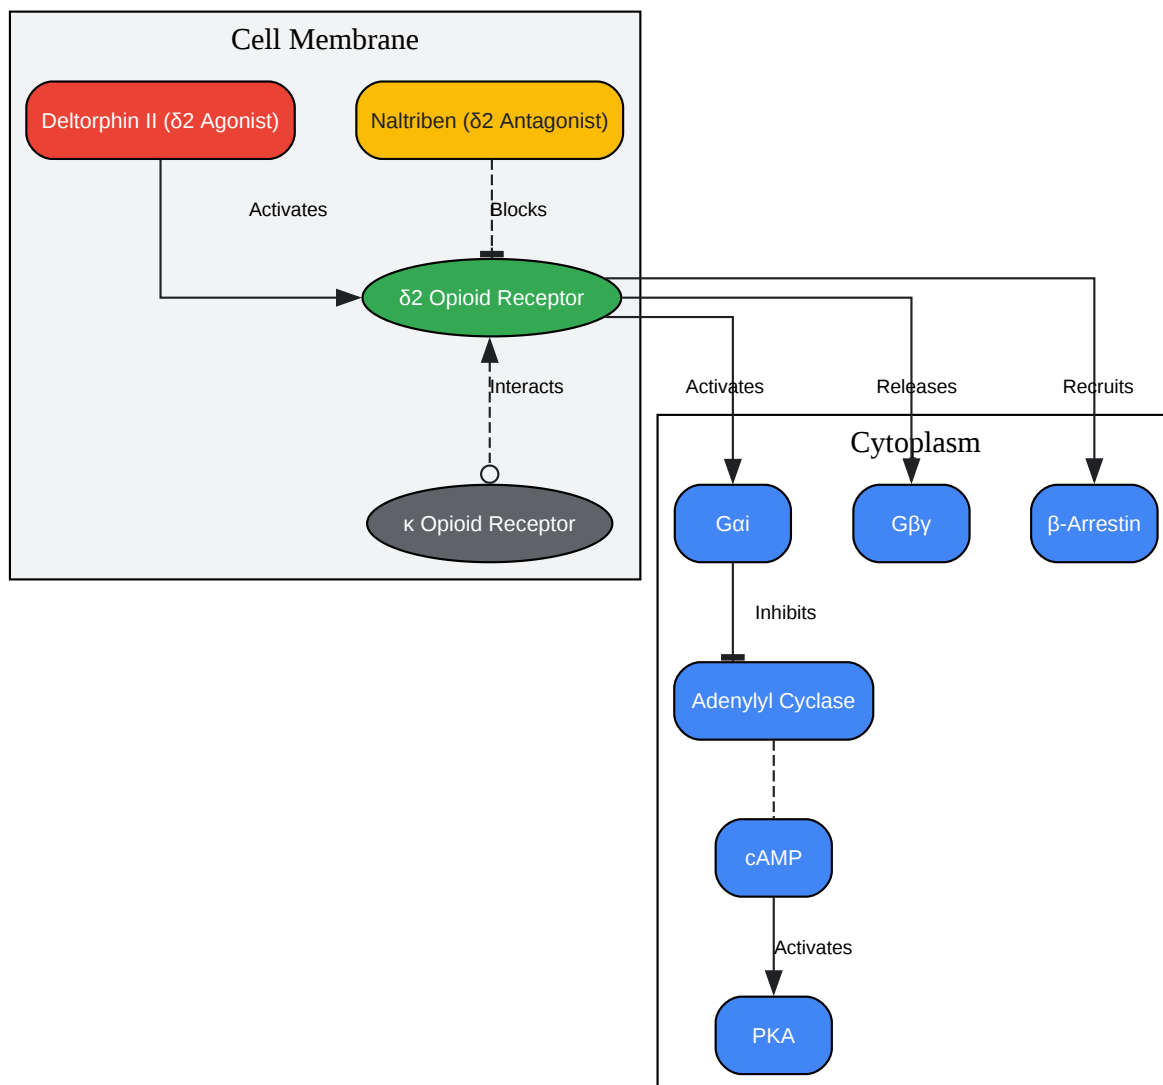 Cell Membrane
Deltorphin II (δ2 Agonist)
Naltriben (δ2 Antagonist)
Activates
Blocks
δ2 Opioid Receptor
Interacts
Activates
Releases
Recruits
Cytoplasm
κ Opioid Receptor
Gαi
Gβγ
β-Arrestin
Inhibits
Adenylyl Cyclase
cAMP
Activates
PKA